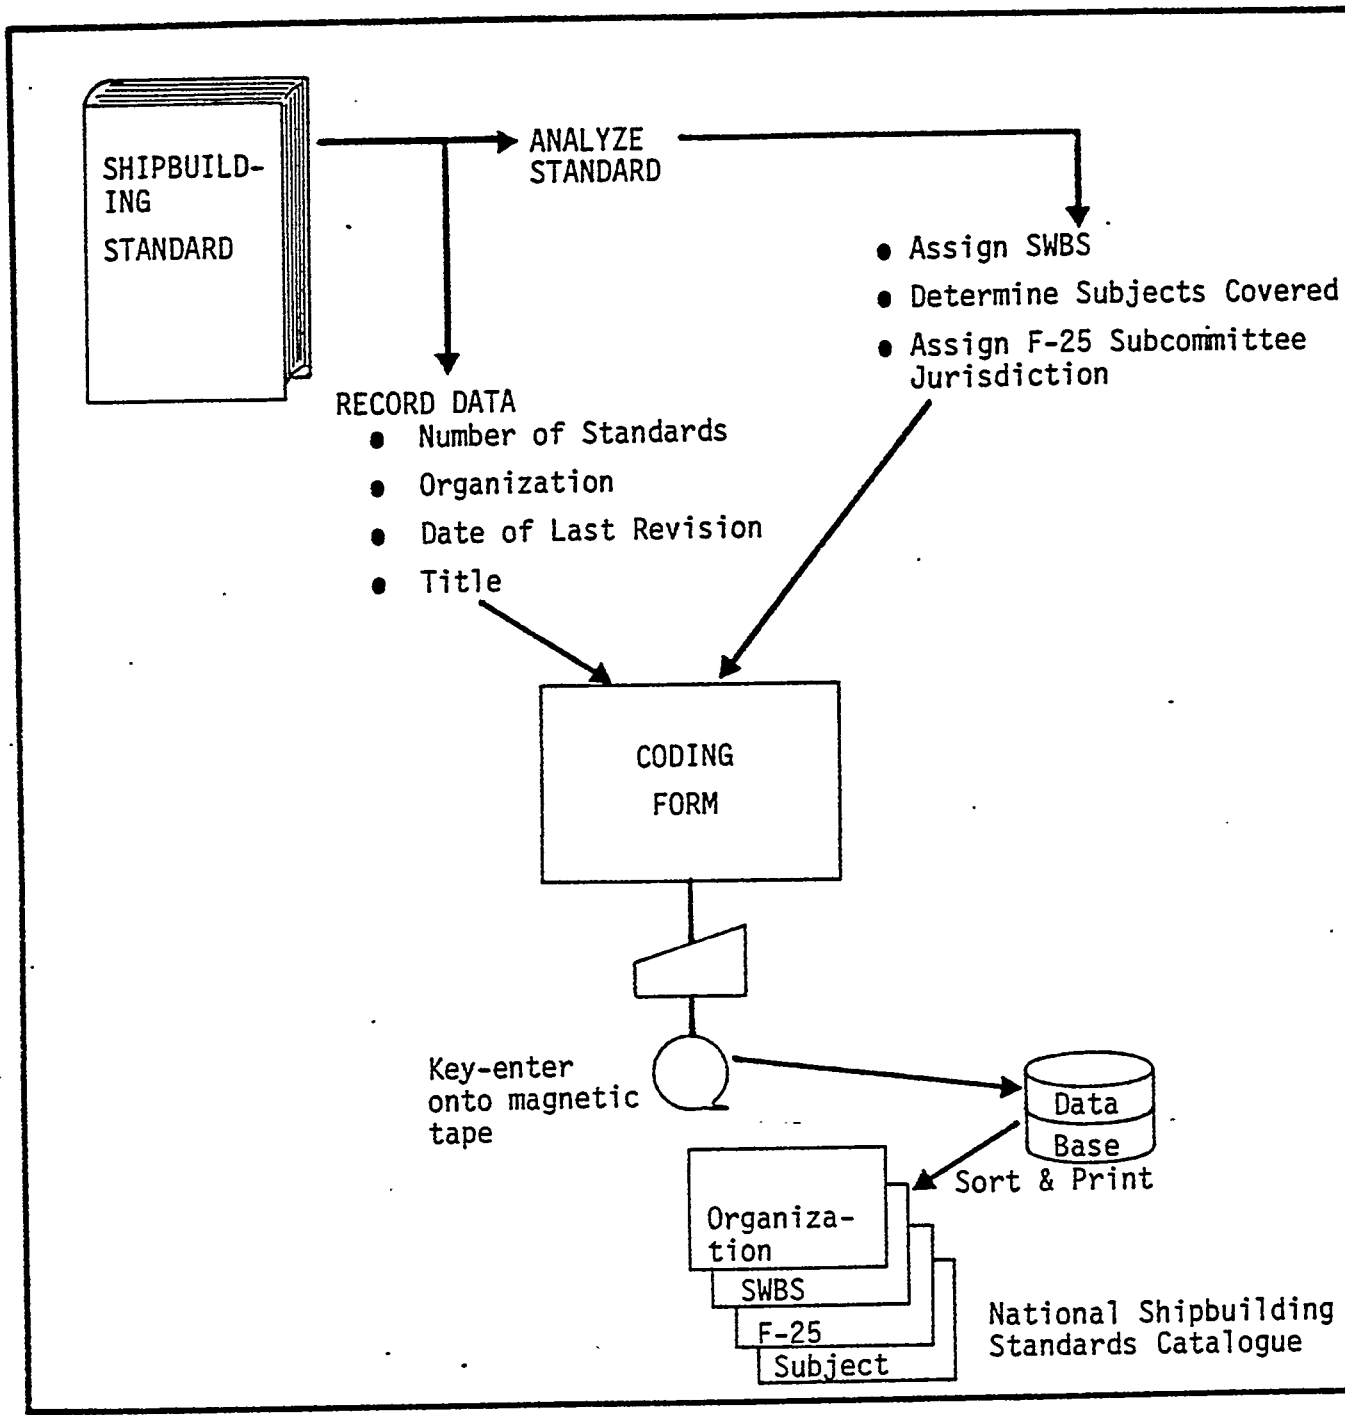 SHIPBUILD-
ING
STANDARD
ANALYZE
STANDARD
● Assign SWBS
● Determine Subjects Covered
● Assign F-25 Subcommittee
Jurisdiction
RECORD DATA
● Number of Standards
● Organization
● Date of Last Revision
● Title
CODING
FORM
Key-enter
onto magnetic
tape
Data
Base
Sort & Print
Organiza-
tion
SWBS
F-25
Subject
National Shipbuilding
Standards Catalogue